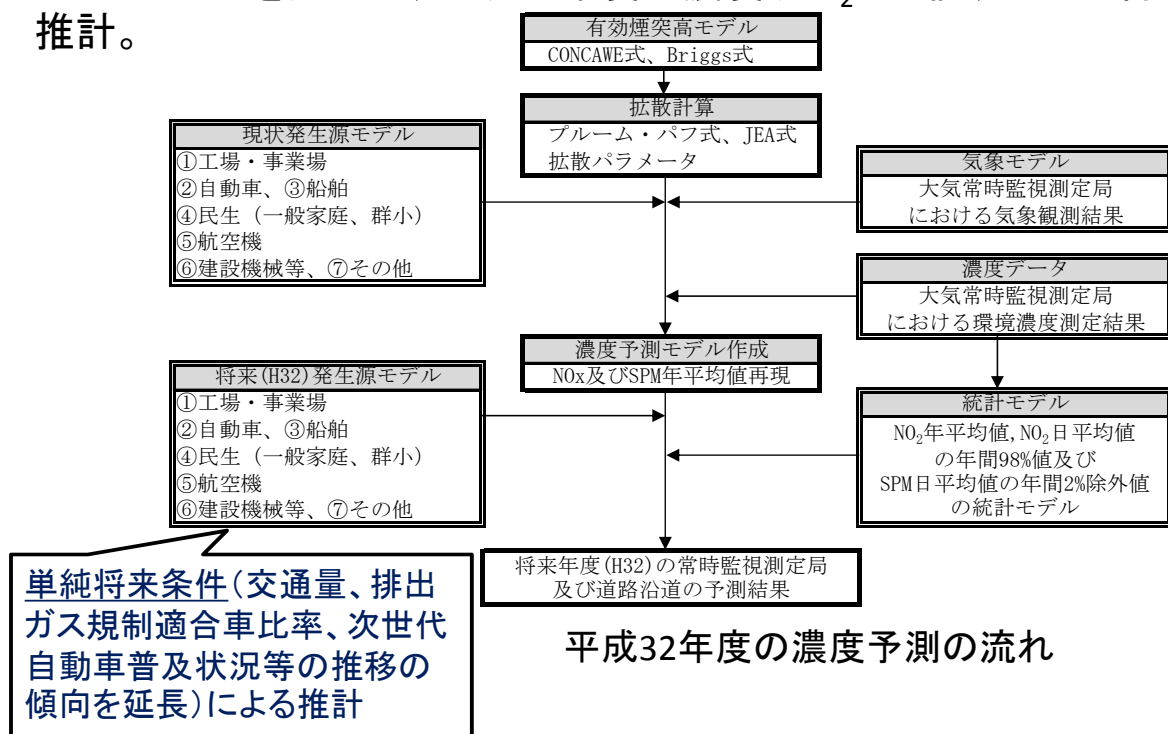 推計。
有効煙突高モデル
CONCAWE式、Briggs式
拡散計算
プルーム・パフ式、JEA式
拡散パラメータ
現状発生源モデル
①工場・事業場
②自動車、③船舶
④民生（一般家庭、群小）
⑤航空機
⑥建設機械等、⑦その他
気象モデル
大気常時監視測定局
における気象観測結果
濃度データ
大気常時監視測定局
における環境濃度測定結果
濃度予測モデル作成
NOx及びSPM年平均値再現
将来(H32)発生源モデル
①工場・事業場
②自動車、③船舶
④民生（一般家庭、群小）
⑤航空機
⑥建設機械等、⑦その他
統計モデル
NO₂年平均値,NO₂日平均値
の年間98%値及び
SPM日平均値の年間2%除外値
の統計モデル
将来年度(H32)の常時監視測定局
及び道路沿道の予測結果
単純将来条件(交通量、排出
ガス規制適合車比率、次世代
自動車普及状況等の推移の
傾向を延長)による推計
平成32年度の濃度予測の流れ